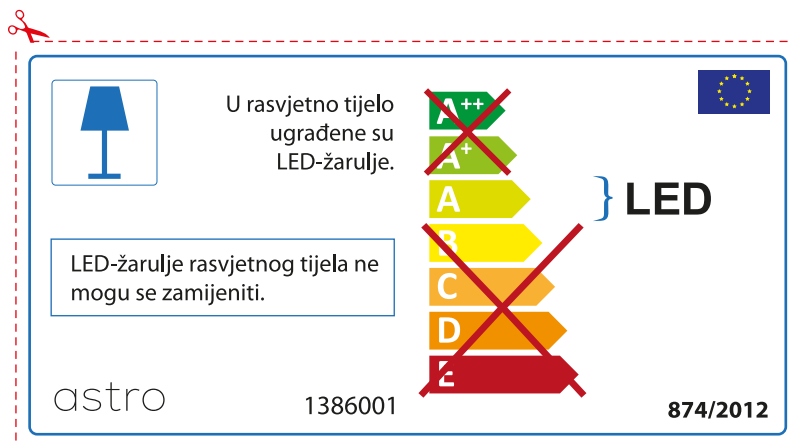 U rasvjetno tijelo
ugrađene su
LED-žarulje.
A++
A+
A
B
C
D
E
LED
LED-žarulje rasvjetnog tijela ne
mogu se zamijeniti.
astro
1386001
874/2012